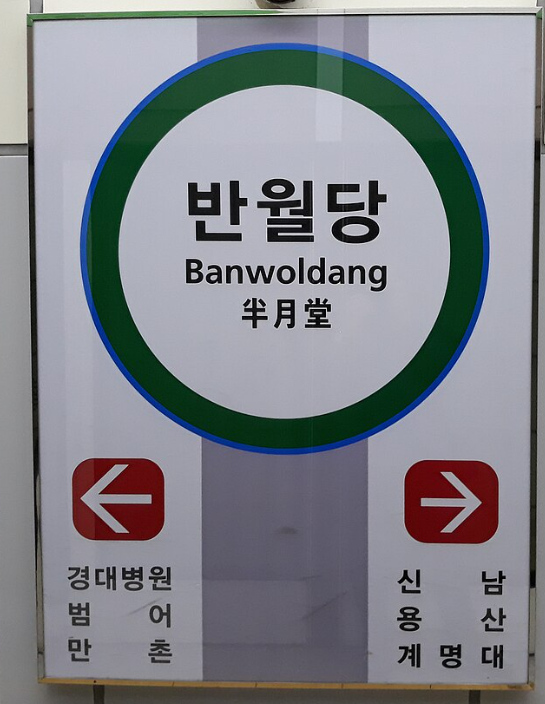 반월당
Banwoldang
半月堂
경대병원
범 어
만 촌
신 남
용 산
계 명 대